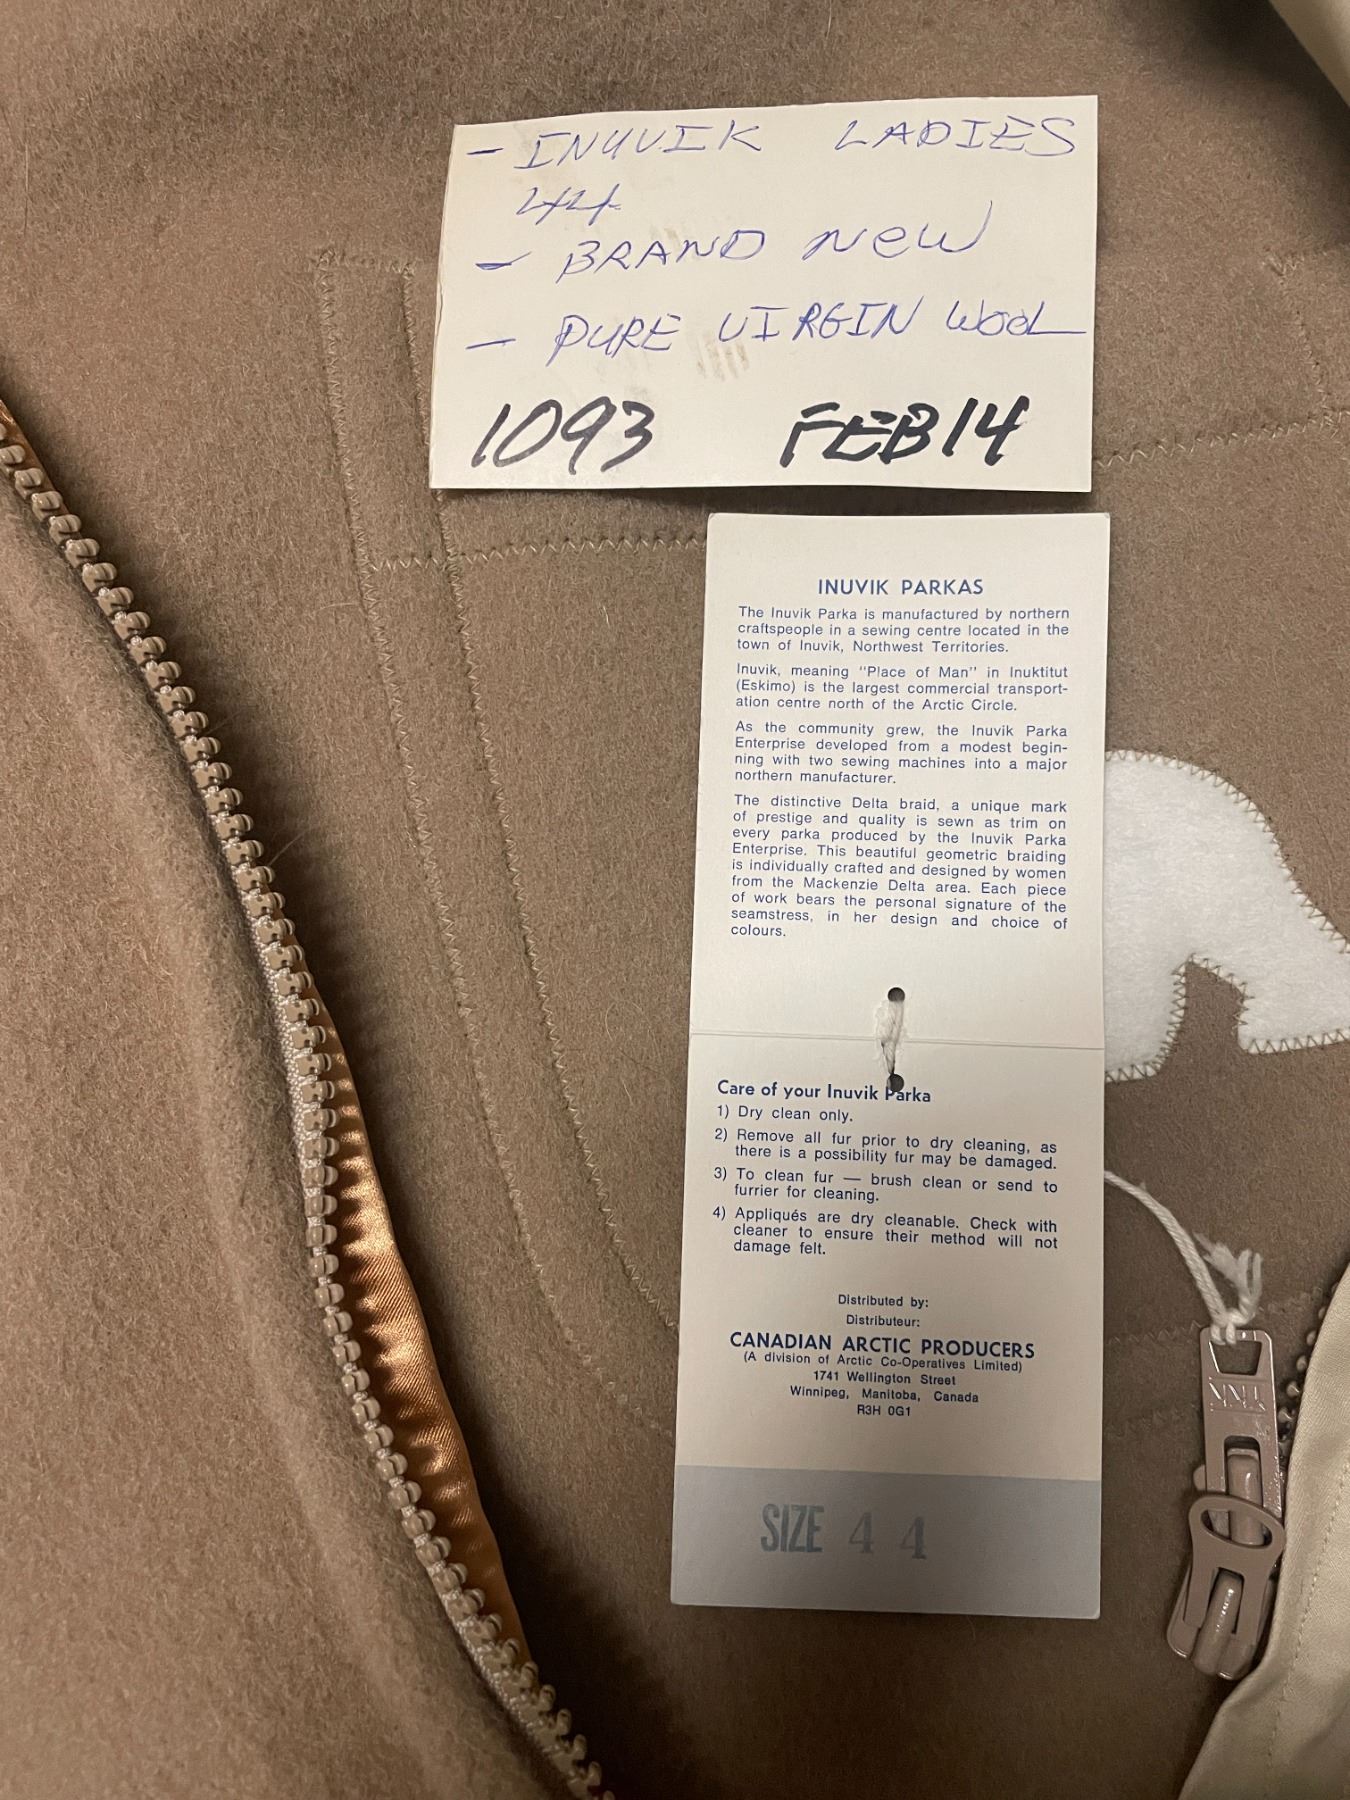 - INUVIK LADIES
44
- BRAND NEW
- PURE VIRGIN WOOL
1093 FEB14
INUVIK PARKAS
The Inuvik Parka is manufactured by northern
craftspeople in a sewing centre located in the
town of Inuvik, Northwest Territories.
Inuvik, meaning "Place of Man" in Inuktitut
(Eskimo) is the largest commercial transport-
ation centre north of the Arctic Circle.
As the community grew, the Inuvik Parka
Enterprise developed from a modest begin-
ning with two sewing machines into a major
northern manufacturer.
The distinctive Delta braid, a unique mark
of prestige and quality is sewn as trim on
every parka produced by the Inuvik Parka
Enterprise. This beautiful geometric braiding
is individually crafted and designed by women
from the Mackenzie Delta area. Each piece
of work bears the personal signature of the
seamstress, in her design and choice of
colours.
Care of your Inuvik Parka
1) Dry clean only.
2) Remove all fur prior to dry cleaning, as
there is a possibility fur may be damaged.
3) To clean fur — brush clean or send to
furrier for cleaning.
4) Appliqués are dry cleanable. Check with
cleaner to ensure their method will not
damage felt.
Distributed by:
Distributeur:
CANADIAN ARCTIC PRODUCERS
(A division of Arctic Co-Operatives Limited)
1741 Wellington Street
Winnipeg, Manitoba, Canada
R3H 0G1
SIZE 44